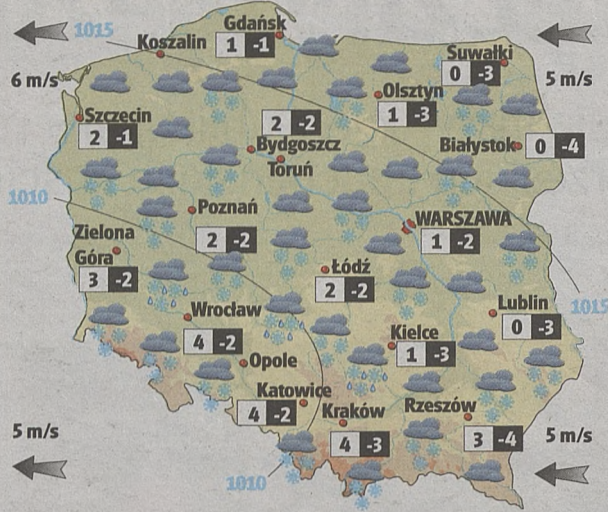 Gdańsk
1015
Koszalin
1 -1
Suwałki
0 -3
6 m/s
5 m/s
Olsztyn
1 -3
Szczecin
2 -1
2 -2
Bydgoszcz
Toruń
Białystok
0 -4
1010
Poznań
2 -2
WARSZAWA
1 -2
Zielona
Góra
3 -2
Łódź
2 -2
1015
Lublin
0 -3
Wrocław
4 -2
Kielce
1 -3
Opole
Katowice
4 -2
Kraków
4 -3
Rzeszów
3 -4
5 m/s
5 m/s
1010